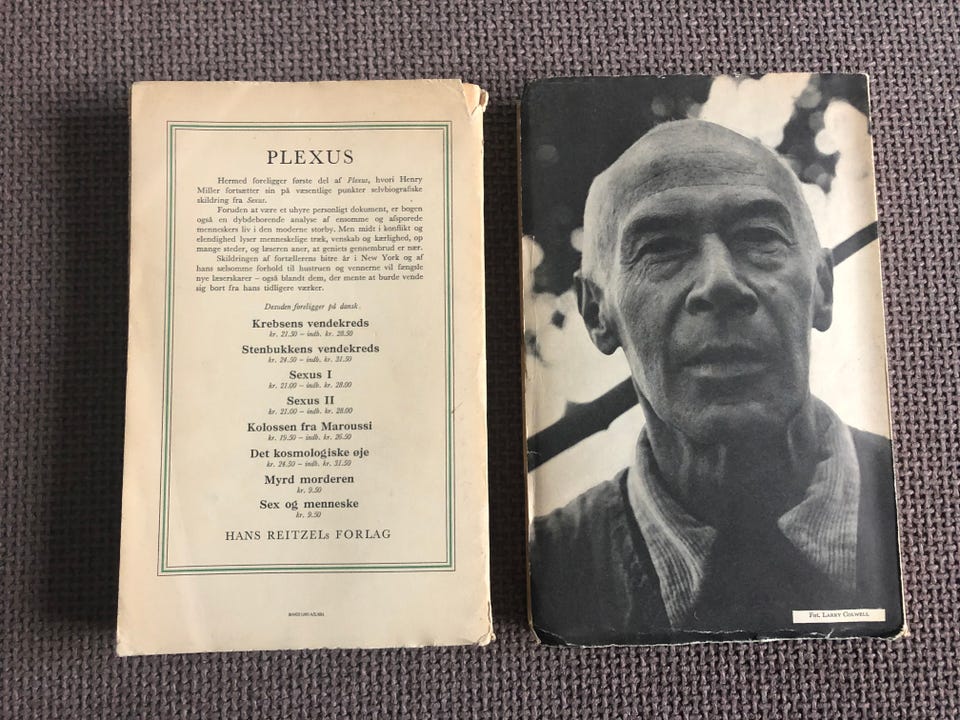 PLEXUS
Hermed foreligger første del af Plexus, hvori Henry
Miller fortsætter sin på væsentlige punkter selvbiografiske
skildring fra Sexus.
Foruden at være et uhyre personligt dokument, er bogen
også en dybdeborende analyse af ensomme og afsporede
menneskers liv i den moderne storby. Men midt i konflikt og
elendighed lyser menneskelige træk, venskab og kærlighed, op
mange steder, og læseren aner, at geniets gennembrud er nær.
Skildringen af fortællerens bitre år i New York og af
hans sælsomme forhold til hustruen og vennerne vil fængsle
nye læserskarer – også blandt dem, der mente at burde vende
sig bort fra hans tidligere værker.
Desuden foreligger på dansk.
Krebsens vendekreds
kr. 21.50 – indb. kr. 28.50
Stenbukkens vendekreds
kr. 24.50 – indb. kr. 31.50
Sexus I
kr. 21.00 – indb. kr. 28.00
Sexus II
kr. 21.00 – indb. kr. 28.00
Kolossen fra Maroussi
kr. 19.50 – indb. kr. 26.50
Det kosmologiske øje
kr. 24.50 – indb. kr. 31.50
Myrd morderen
kr. 9.50
Sex og menneske
kr. 9.50
HANS REITZELs FORLAG
Fot. LARRY COLWELL